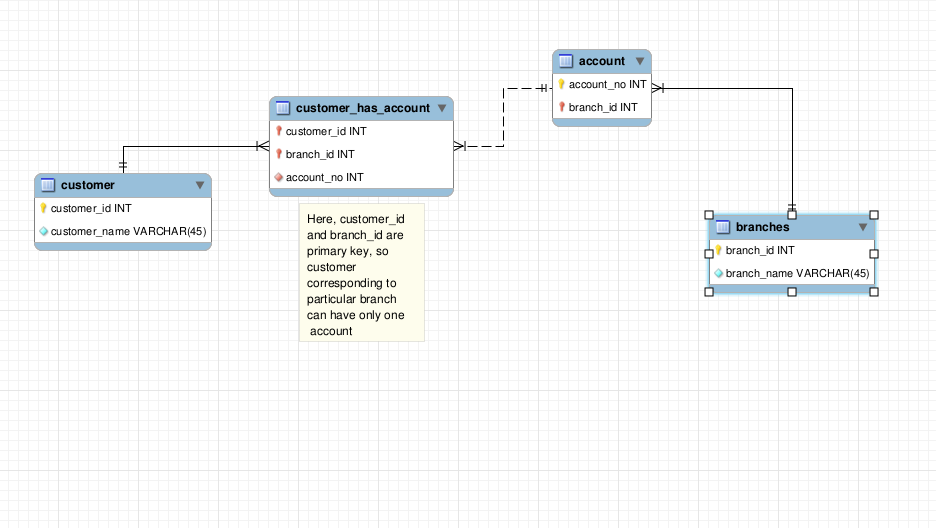 account
account_no INT
branch_id INT
customer_has_account
customer_id INT
branch_id INT
account_no INT
customer
customer_id INT
customer_name VARCHAR(45)
Here, customer_id
and branch_id are
primary key, so
customer
corresponding to
particular branch
can have only one
account
branches
branch_id INT
branch_name VARCHAR(45)